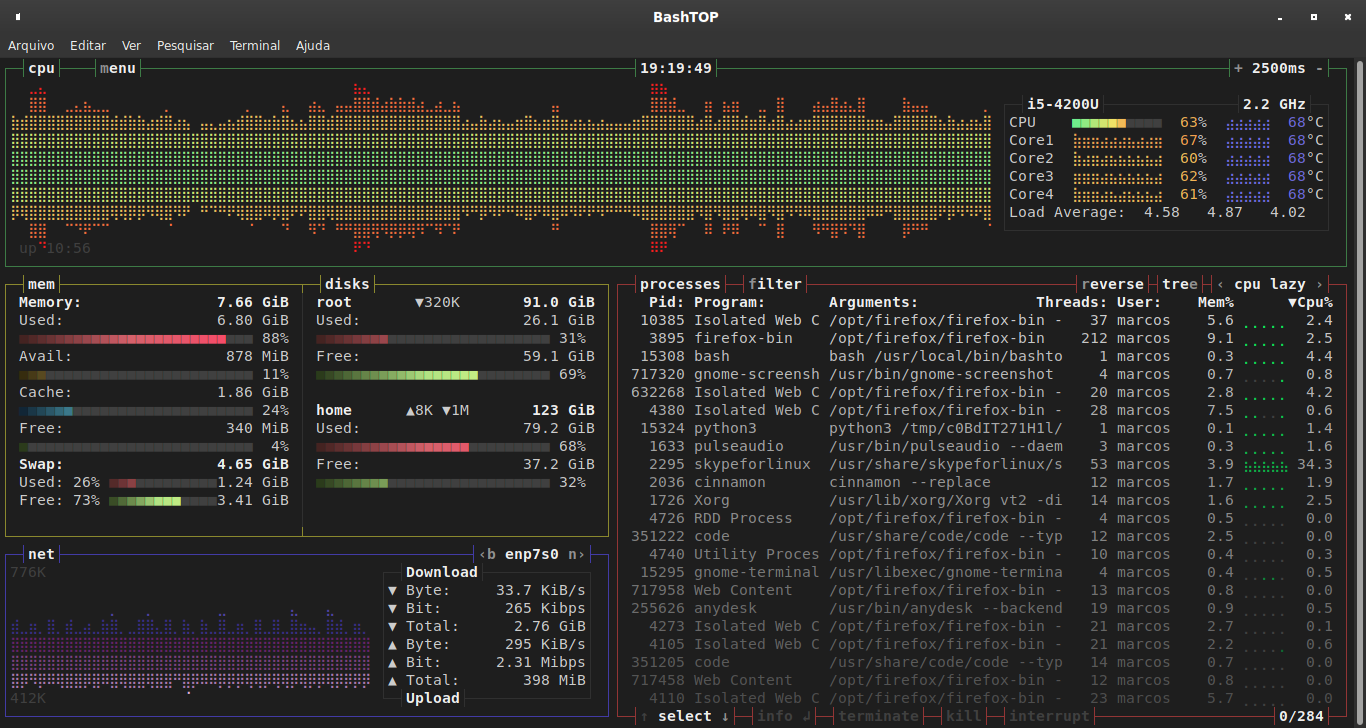 BashTOP
Arquivo Editar Ver Pesquisar Terminal Ajuda
cpu menu 19:19:49 + 2500ms -
i5-4200U 2.2 GHz
CPU 63% 68°C
Core1 67% 68°C
Core2 60% 68°C
Core3 62% 68°C
Core4 61% 68°C
Load Average: 4.58 4.87 4.02
up 10:56
mem
Memory: 7.66 GiB
Used: 6.80 GiB
88%
Avail: 878 MiB
11%
Cache: 1.86 GiB
24%
Free: 340 MiB
4%
Swap: 4.65 GiB
Used: 26% 1.24 GiB
Free: 73% 3.41 GiB
disks
root ▼320K 91.0 GiB
Used: 26.1 GiB
31%
Free: 59.1 GiB
69%
home ▲8K ▼1M 123 GiB
Used: 79.2 GiB
68%
Free: 37.2 GiB
32%
net ‹b enp7s0 n›
776K
412K
Download
▼ Byte: 33.7 KiB/s
▼ Bit: 265 Kibps
▼ Total: 2.76 GiB
▲ Byte: 295 KiB/s
▲ Bit: 2.31 Mibps
▲ Total: 398 MiB
Upload
processes filter reverse tree ‹ cpu lazy ›
Pid: Program: Arguments: Threads: User: Mem% ▼Cpu%
10385 Isolated Web C /opt/firefox/firefox-bin - 37 marcos 5.6 2.4
3895 firefox-bin /opt/firefox/firefox-bin 212 marcos 9.1 2.5
15308 bash bash /usr/local/bin/bashto 1 marcos 0.3 4.4
717320 gnome-screensh /usr/bin/gnome-screenshot 4 marcos 0.7 0.8
632268 Isolated Web C /opt/firefox/firefox-bin - 20 marcos 2.8 4.2
4380 Isolated Web C /opt/firefox/firefox-bin - 28 marcos 7.5 0.6
15324 python3 python3 /tmp/c0BdIT271H1l/ 1 marcos 0.1 1.4
1633 pulseaudio /usr/bin/pulseaudio --daem 3 marcos 0.3 1.6
2295 skypeforlinux /usr/share/skypeforlinux/s 53 marcos 3.9 34.3
2036 cinnamon cinnamon --replace 12 marcos 1.7 1.9
1726 Xorg /usr/lib/xorg/Xorg vt2 -di 14 marcos 1.6 2.5
4726 RDD Process /opt/firefox/firefox-bin - 4 marcos 0.5 0.0
351222 code /usr/share/code/code --typ 12 marcos 2.5 0.0
4740 Utility Proces /opt/firefox/firefox-bin - 10 marcos 0.4 0.3
15295 gnome-terminal /usr/libexec/gnome-termina 4 marcos 0.4 0.5
717958 Web Content /opt/firefox/firefox-bin - 13 marcos 0.8 0.0
255626 anydesk /usr/bin/anydesk --backend 19 marcos 0.9 0.5
4273 Isolated Web C /opt/firefox/firefox-bin - 21 marcos 2.7 0.1
4105 Isolated Web C /opt/firefox/firefox-bin - 21 marcos 2.2 0.6
351205 code /usr/share/code/code --typ 14 marcos 0.7 0.0
717458 Web Content /opt/firefox/firefox-bin - 12 marcos 0.8 0.0
4110 Isolated Web C /opt/firefox/firefox-bin - 23 marcos 5.7 0.0
↑ select ↓ info ↲ terminate kill interrupt 0/284